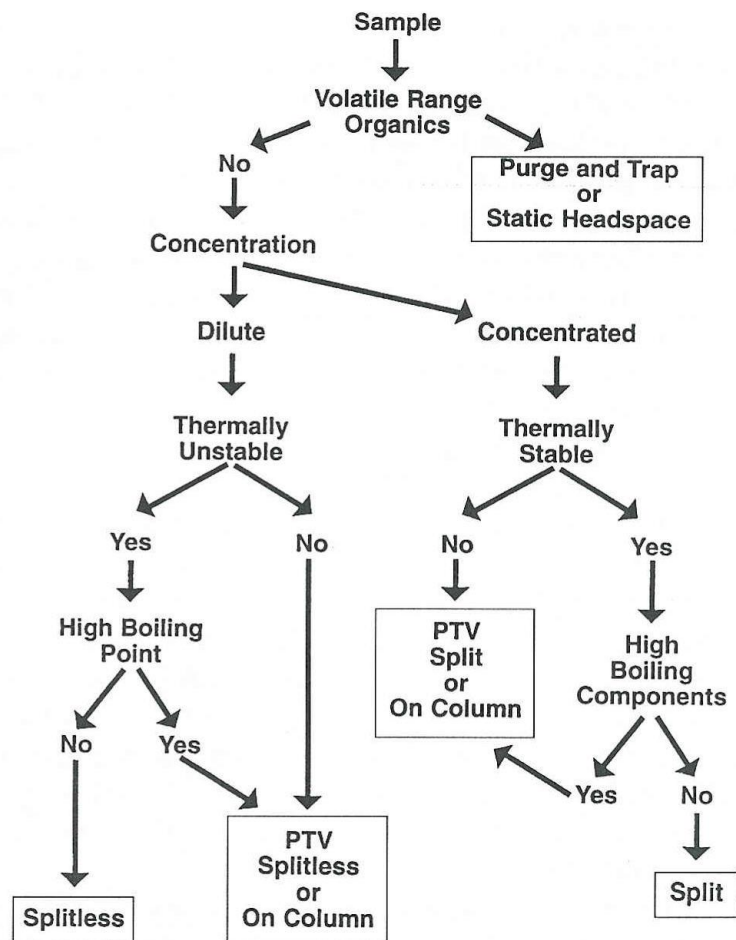 Sample
Volatile Range
Organics
No
Purge and Trap
or
Static Headspace
Concentration
Dilute
Concentrated
Thermally
Unstable
Thermally
Stable
Yes
No
No
Yes
High Boiling
Point
PTV
Split
or
On Column
High
Boiling
Components
No
Yes
Yes
No
PTV
Splitless
or
On Column
Splitless
Split